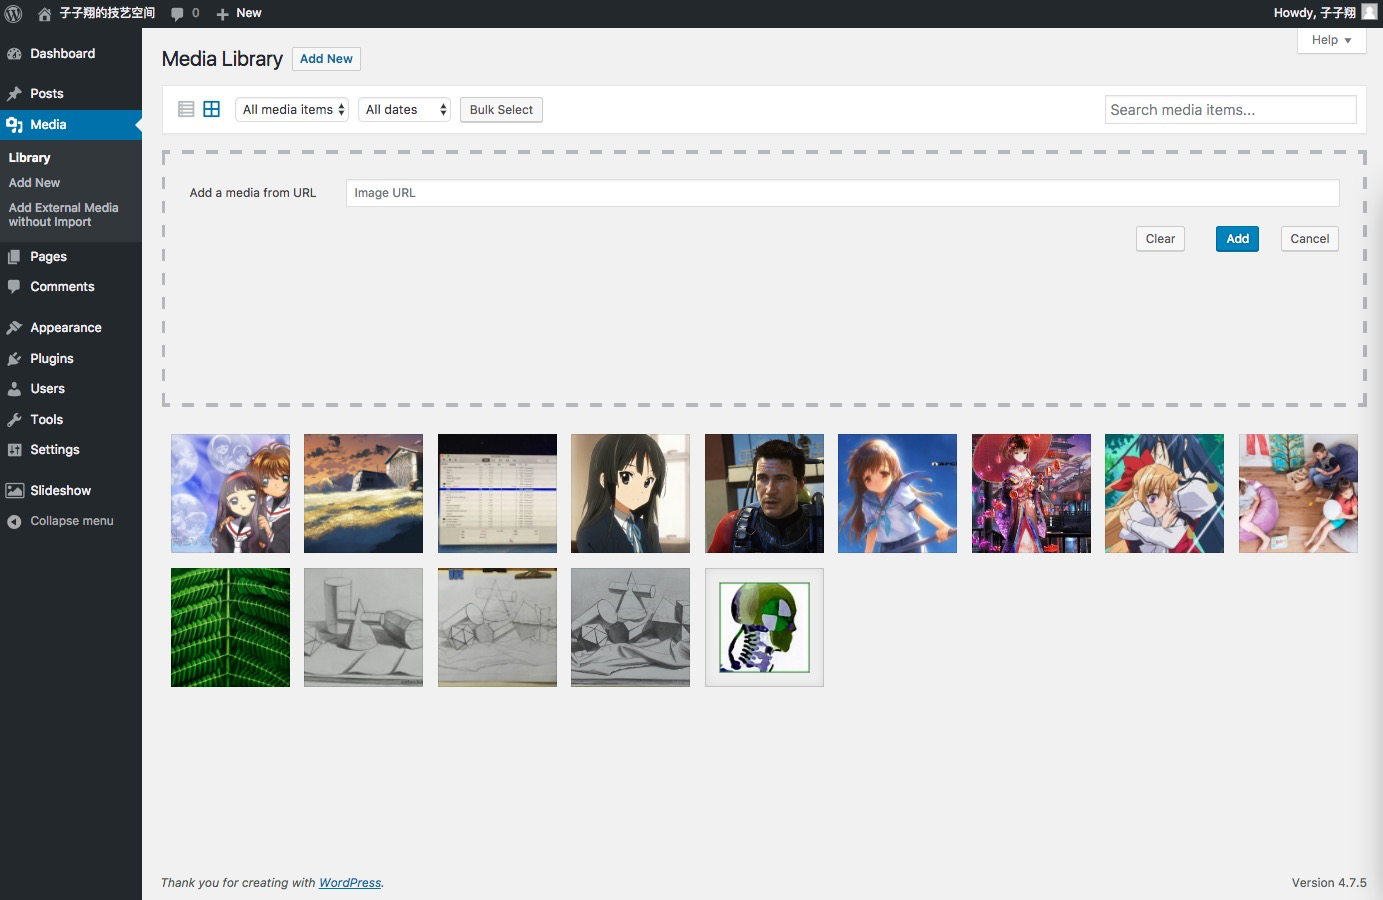 子子翔的技艺空间
0
New
Howdy, 子子翔
Dashboard
Posts
Media
Library
Add New
Add External Media
without Import
Pages
Comments
Appearance
Plugins
Users
Tools
Settings
Slideshow
Collapse menu
Media Library
Add New
Help
All media items
All dates
Bulk Select
Search media items...
Add a media from URL
Image URL
Clear
Add
Cancel
Thank you for creating with WordPress.
Version 4.7.5